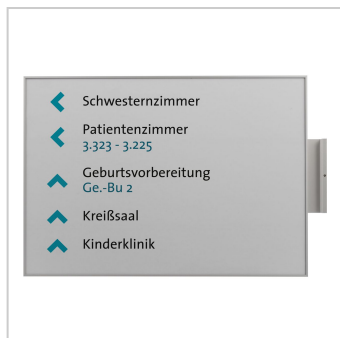 Schwesternzimmer
Patientenzimmer
3.323 - 3.225
Geburtsvorbereitung
Ge.-Bu 2
Kreißsaal
Kinderklinik